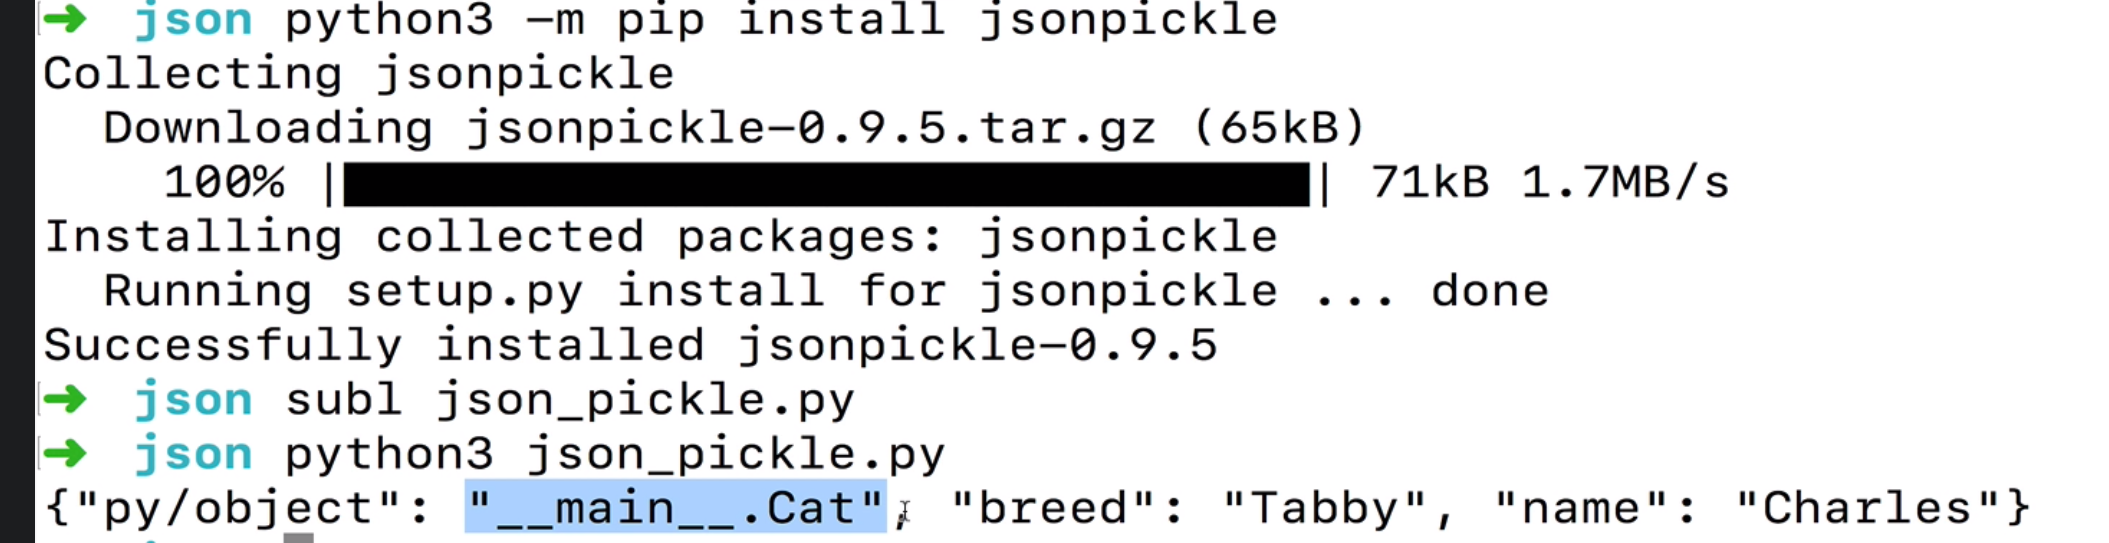 ➜ json python3 -m pip install jsonpickle
Collecting jsonpickle
  Downloading jsonpickle-0.9.5.tar.gz (65kB)
    100% |████████████████████████████████| 71kB 1.7MB/s
Installing collected packages: jsonpickle
  Running setup.py install for jsonpickle ... done
Successfully installed jsonpickle-0.9.5
➜ json subl json_pickle.py
➜ json python3 json_pickle.py
{"py/object": "__main__.Cat", "breed": "Tabby", "name": "Charles"}